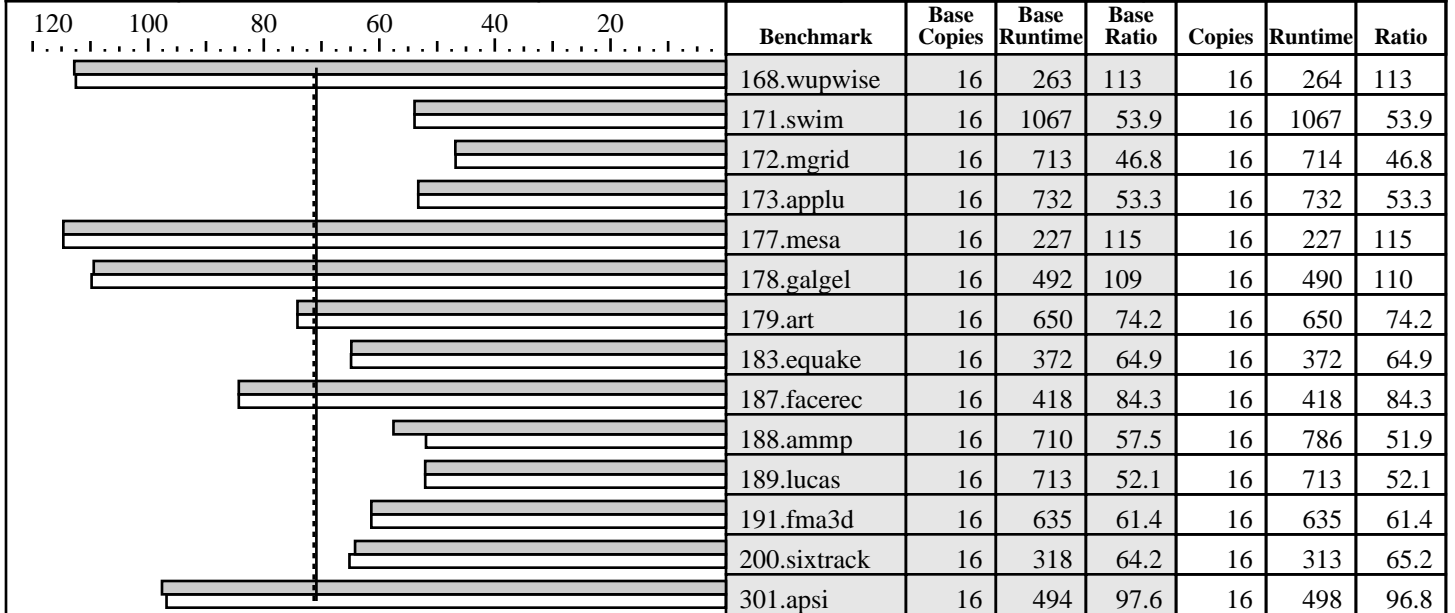 120 100 80 60 40 20
Benchmark Base Copies Base Runtime Base Ratio Copies Runtime Ratio
168.wupwise 16 263 113 16 264 113
171.swim 16 1067 53.9 16 1067 53.9
172.mgrid 16 713 46.8 16 714 46.8
173.applu 16 732 53.3 16 732 53.3
177.mesa 16 227 115 16 227 115
178.galgel 16 492 109 16 490 110
179.art 16 650 74.2 16 650 74.2
183.equake 16 372 64.9 16 372 64.9
187.facerec 16 418 84.3 16 418 84.3
188.ammp 16 710 57.5 16 786 51.9
189.lucas 16 713 52.1 16 713 52.1
191.fma3d 16 635 61.4 16 635 61.4
200.sixtrack 16 318 64.2 16 313 65.2
301.apsi 16 494 97.6 16 498 96.8